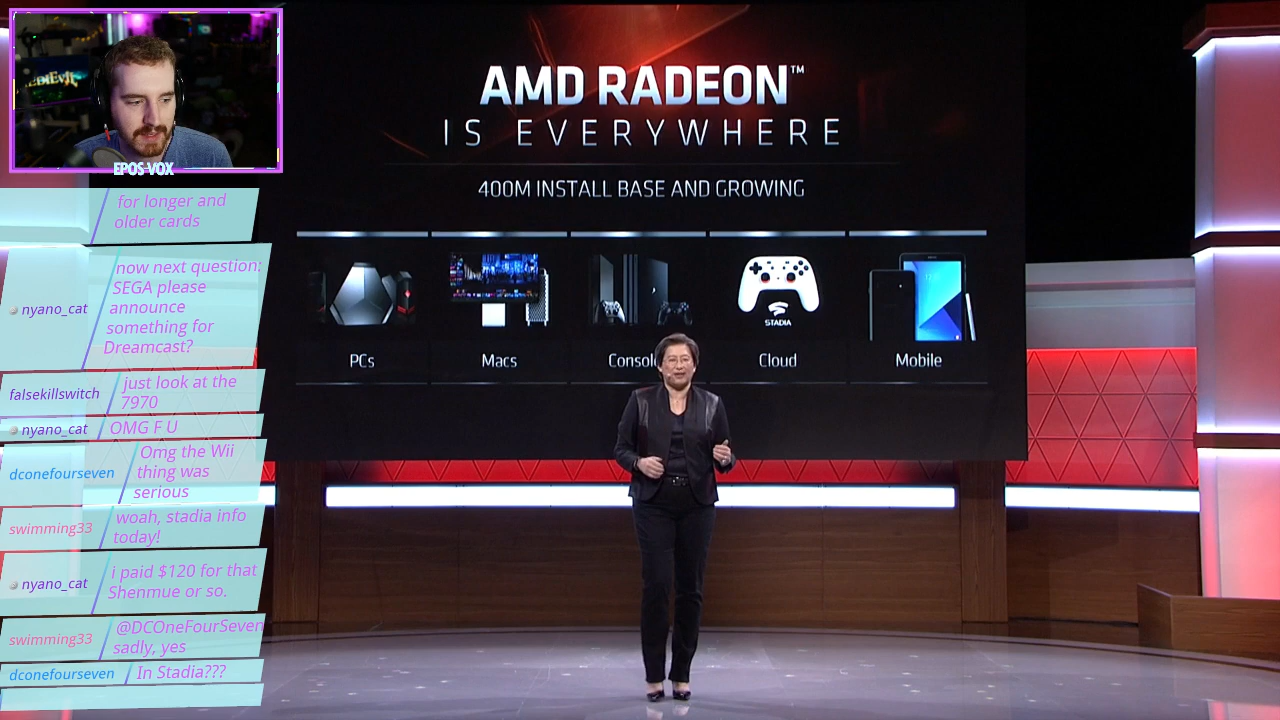 EDIEVIL
EPOS VOX
for longer and
older cards
nyano_cat
now next question:
SEGA please
announce
something for
Dreamcast?
falsekillswitch
just look at the
7970
nyano_cat
OMG F U
dconefourseven
Omg the Wii
thing was
serious
swimming33
woah, stadia info
today!
nyano_cat
i paid $120 for that
Shenmue or so.
swimming33
@DCOneFourSeven
sadly, yes
dconefourseven
In Stadia???
AMD RADEON™
IS EVERYWHERE
400M INSTALL BASE AND GROWING
STADIA
PCs
Macs
Consol
Cloud
Mobile